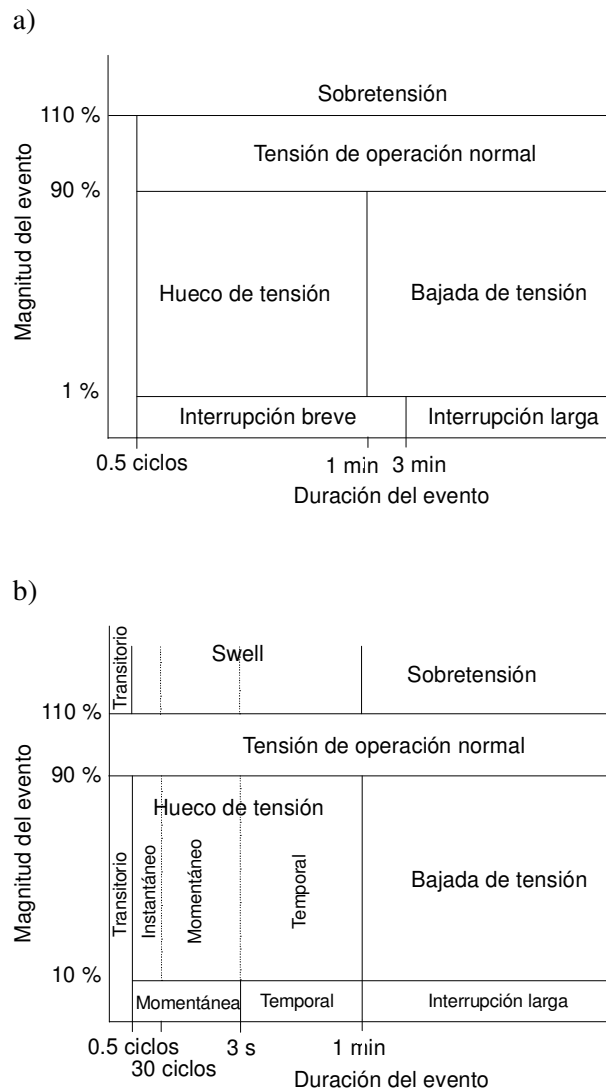 a)
Sobretensión
110 %
Tensión de operación normal
90 %
Magnitud del evento
Hueco de tensión
Bajada de tensión
1 %
Interrupción breve
Interrupción larga
0.5 ciclos
1 min
3 min
Duración del evento
b)
Transitorio
Swell
Sobretensión
110 %
Tensión de operación normal
90 %
Magnitud del evento
Hueco de tensión
Transitorio
Instantáneo
Momentáneo
Temporal
Bajada de tensión
10 %
Momentánea
Temporal
Interrupción larga
0.5 ciclos
30 ciclos
3 s
1 min
Duración del evento